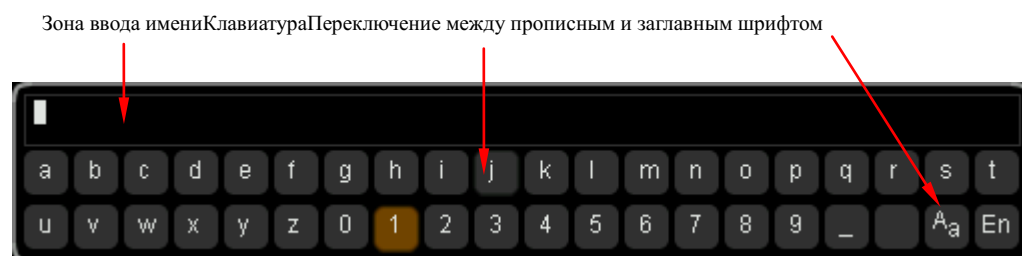 Зона ввода имениКлавиатураПереключение между прописным и заглавным шрифтом
a b c d e f g h i j k l m n o p q r s t
u v w x y z 0 1 2 3 4 5 6 7 8 9 _ Aa En